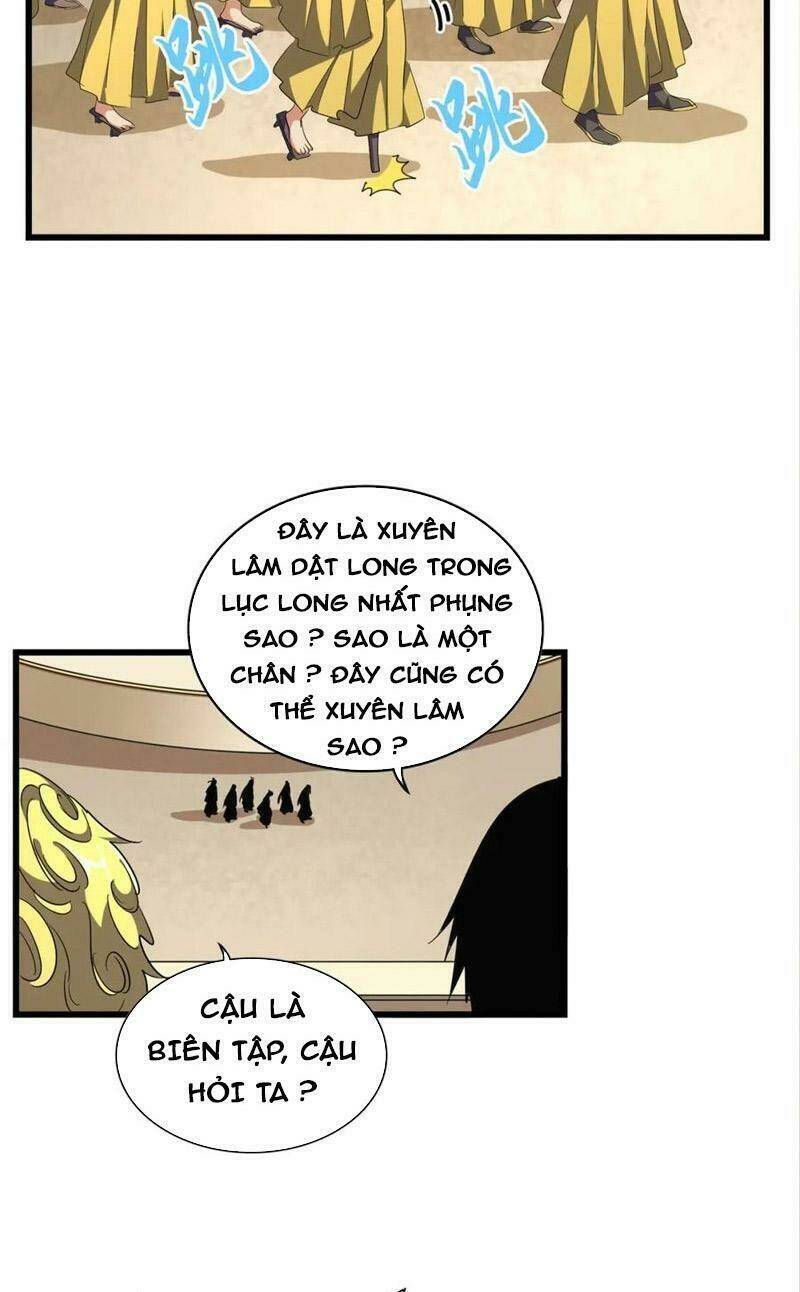 跳
跳
ĐÂY LÀ XUYÊN
LÂM DẬT LONG TRONG
LỤC LONG NHẤT PHỤNG
SAO ? SAO LÀ MỘT
CHÂN ? ĐÂY CŨNG CÓ
THỂ XUYÊN LÂM
SAO ?
CẬU LÀ
BIÊN TẬP, CẬU
HỎI TA ?